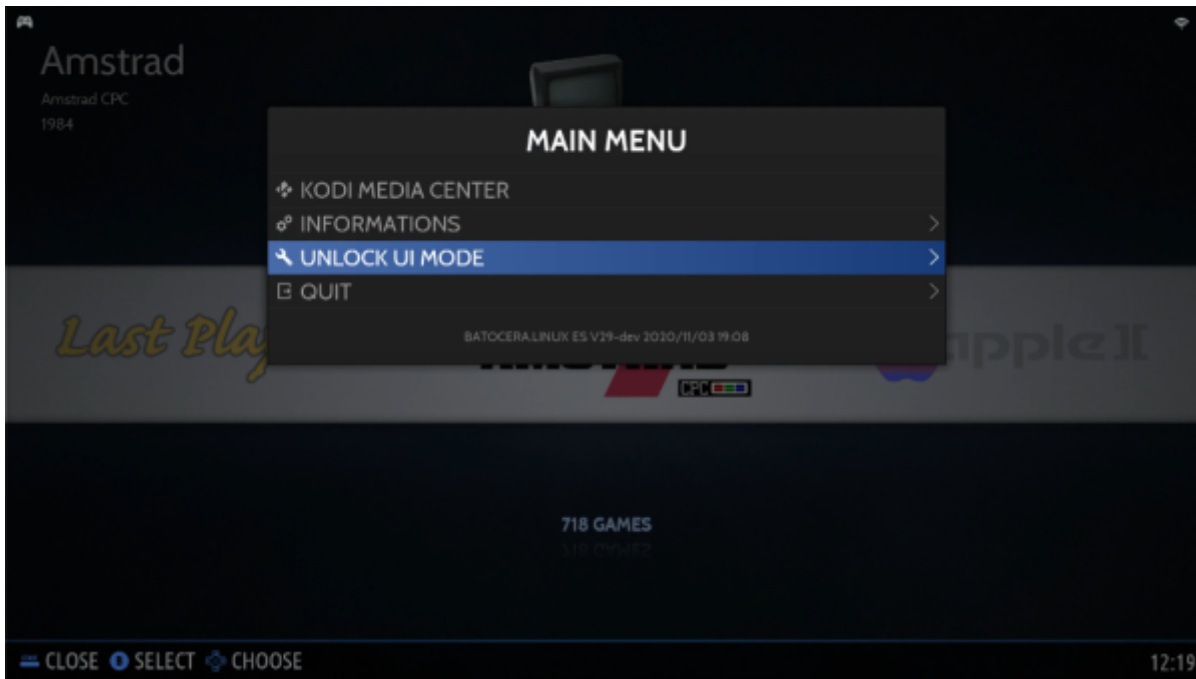 Amstrad
Amstrad CPC
1984
MAIN MENU
KODI MEDIA CENTER
INFORMATIONS
UNLOCK UI MODE
QUIT
BATOCERA.LINUX ES V29-dev 2020/11/03 19:08
Last Pla
apple ][
CPC
718 GAMES
CLOSE SELECT CHOOSE
12:19